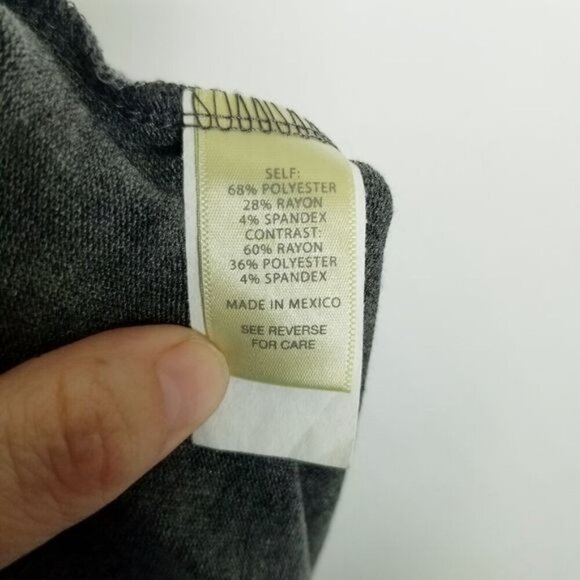 SELF:
68% POLYESTER
28% RAYON
4% SPANDEX
CONTRAST:
60% RAYON
36% POLYESTER
4% SPANDEX
MADE IN MEXICO
SEE REVERSE
FOR CARE